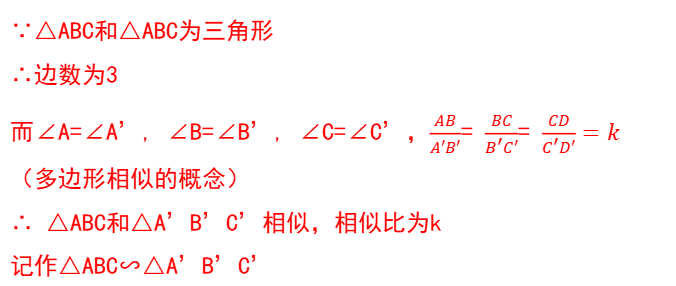 ∵△ABC和△ABC为三角形
∴边数为3
而∠A=∠A’, ∠B=∠B’, ∠C=∠C’,AB/A′B′= BC/B′C′= CD/C′D′=k
（多边形相似的概念）
∴ △ABC和△A’B’C’相似，相似比为k
记作△ABC∽△A’B’C’